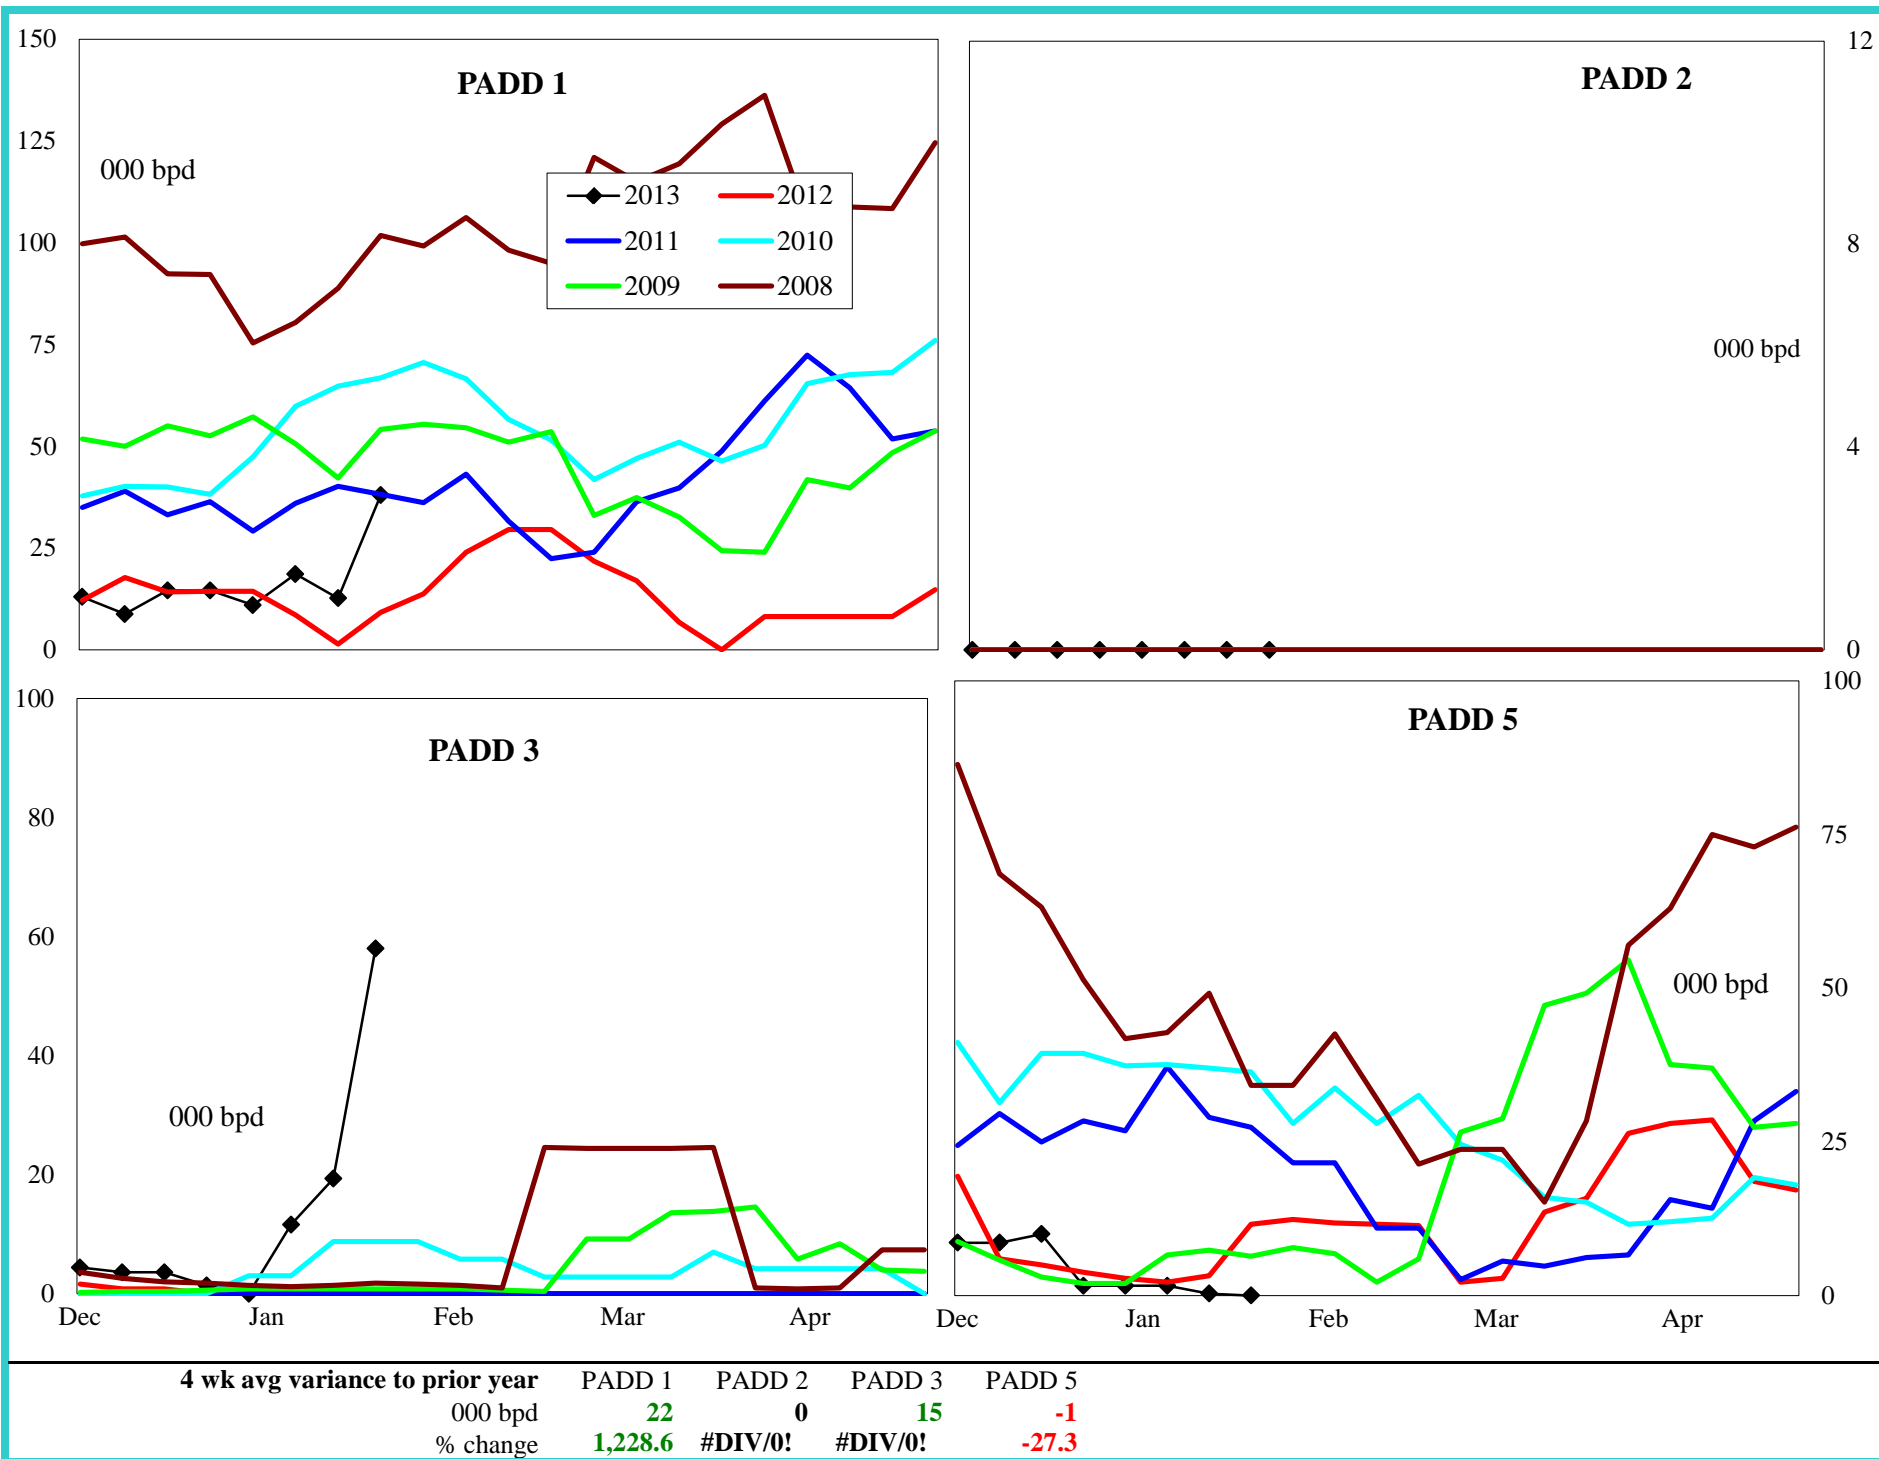 PADD 1
150
125
100
75
50
25
0
000 bpd
2013 2012
2011 2010
2009 2008
PADD 2
12
8
4
0
000 bpd
PADD 3
100
80
60
40
20
0
000 bpd
Dec Jan Feb Mar Apr
PADD 5
100
75
50
25
0
000 bpd
Dec Jan Feb Mar Apr
4 wk avg variance to prior year PADD 1 PADD 2 PADD 3 PADD 5
000 bpd 22 0 15 -1
% change 1,228.6 #DIV/0! #DIV/0! -27.3